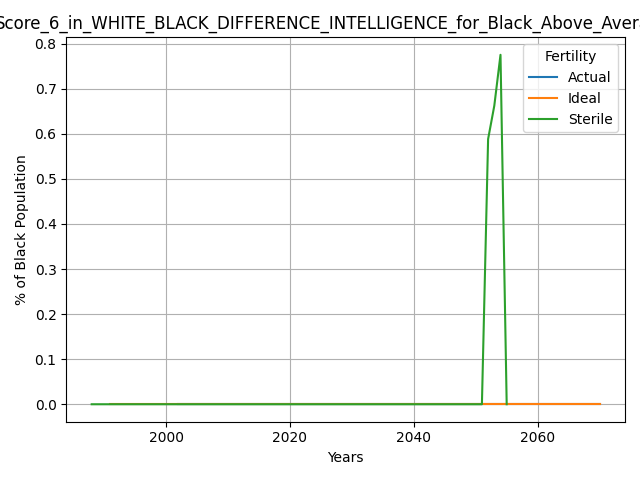 Score_6_in_WHITE_BLACK_DIFFERENCE_INTELLIGENCE_for_Black_Above_Aver
0.8
0.7
0.6
0.5
0.4
0.3
0.2
0.1
0.0
% of Black Population
Fertility
Actual
Ideal
Sterile
2000
2020
2040
2060
Years